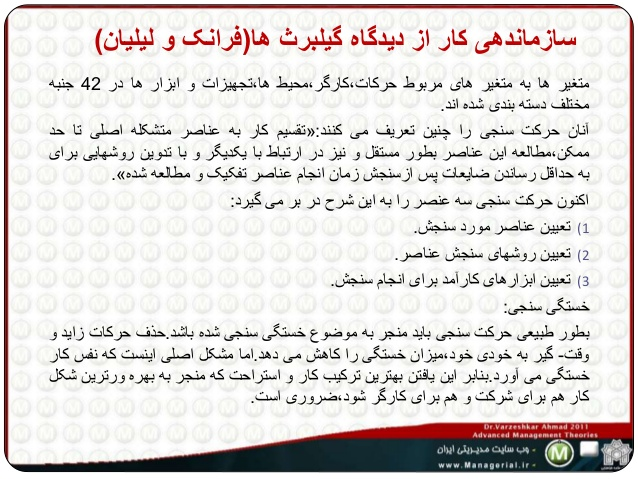 سازماندهی کار از دیدگاه گیلبرث ها(فرانک و لیلیان)
متغیر ها به متغیر های مربوط حرکات،کارگر،محیط ها،تجهیزات و ابزار ها در 42 جنبه
مختلف دسته بندی شده اند.
آنان حرکت سنجی را چنین تعریف می کنند:«تقسیم کار به عناصر متشکله اصلی تا حد
ممکن،مطالعه این عناصر بطور مستقل و نیز در ارتباط با یکدیگر و با تدوین روشهایی برای
به حداقل رساندن ضایعات پس ازسنجش زمان انجام عناصر تفکیک و مطالعه شده».
اکنون حرکت سنجی سه عنصر را به این شرح در بر می گیرد:
1) تعیین عناصر مورد سنجش.
2) تعیین روشهای سنجش عناصر.
3) تعیین ابزارهای کارآمد برای انجام سنجش.
خستگی سنجی:
بطور طبیعی حرکت سنجی باید منجر به موضوع خستگی سنجی شده باشد.حذف حرکات زاید و
وقت- گیر به خودی خود،میزان خستگی را کاهش می دهد.اما مشکل اصلی اینست که نفس کار
خستگی می آورد.بنابر این یافتن بهترین ترکیب کار و استراحت که منجر به بهره ورترین شکل
کار هم برای شرکت و هم برای کارگر شود،ضروری است.
Dr.Varzeshkar Ahmad 2011
Advanced Management Theories
- وب سایت مدیریتی ایران
- www.Managerial.ir